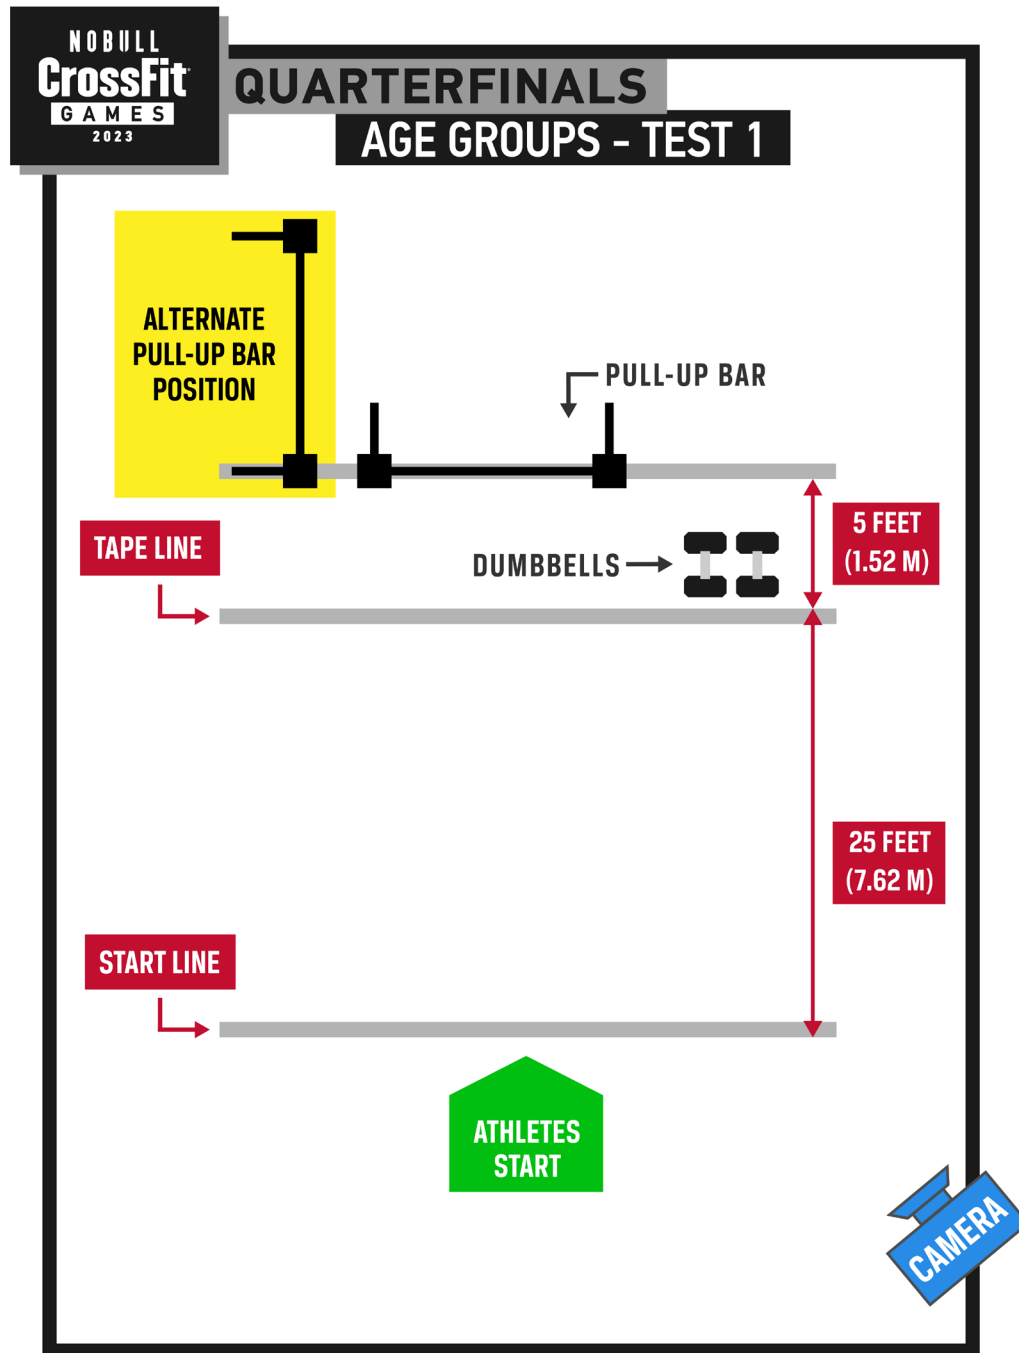 NOBULL
CrossFit
GAMES
2023
QUARTERFINALS
AGE GROUPS - TEST 1
ALTERNATE
PULL-UP BAR
POSITION
PULL-UP BAR
TAPE LINE
DUMBBELLS
5 FEET
(1.52 M)
25 FEET
(7.62 M)
START LINE
ATHLETES
START
CAMERA